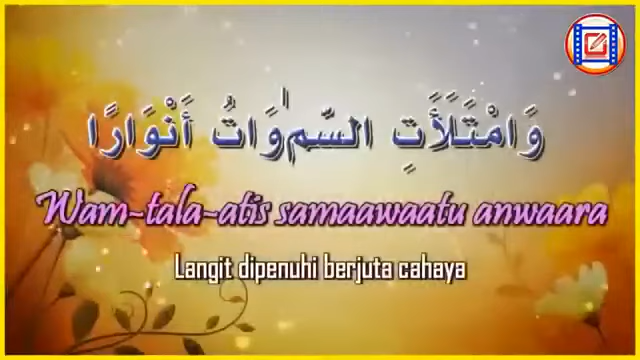 وَامْتَلَأَتِ السَّمٰوَاتُ أَنْوَارًا
Wam-tala-atis samaawaatu anwaara
Langit dipenuhi berjuta cahaya